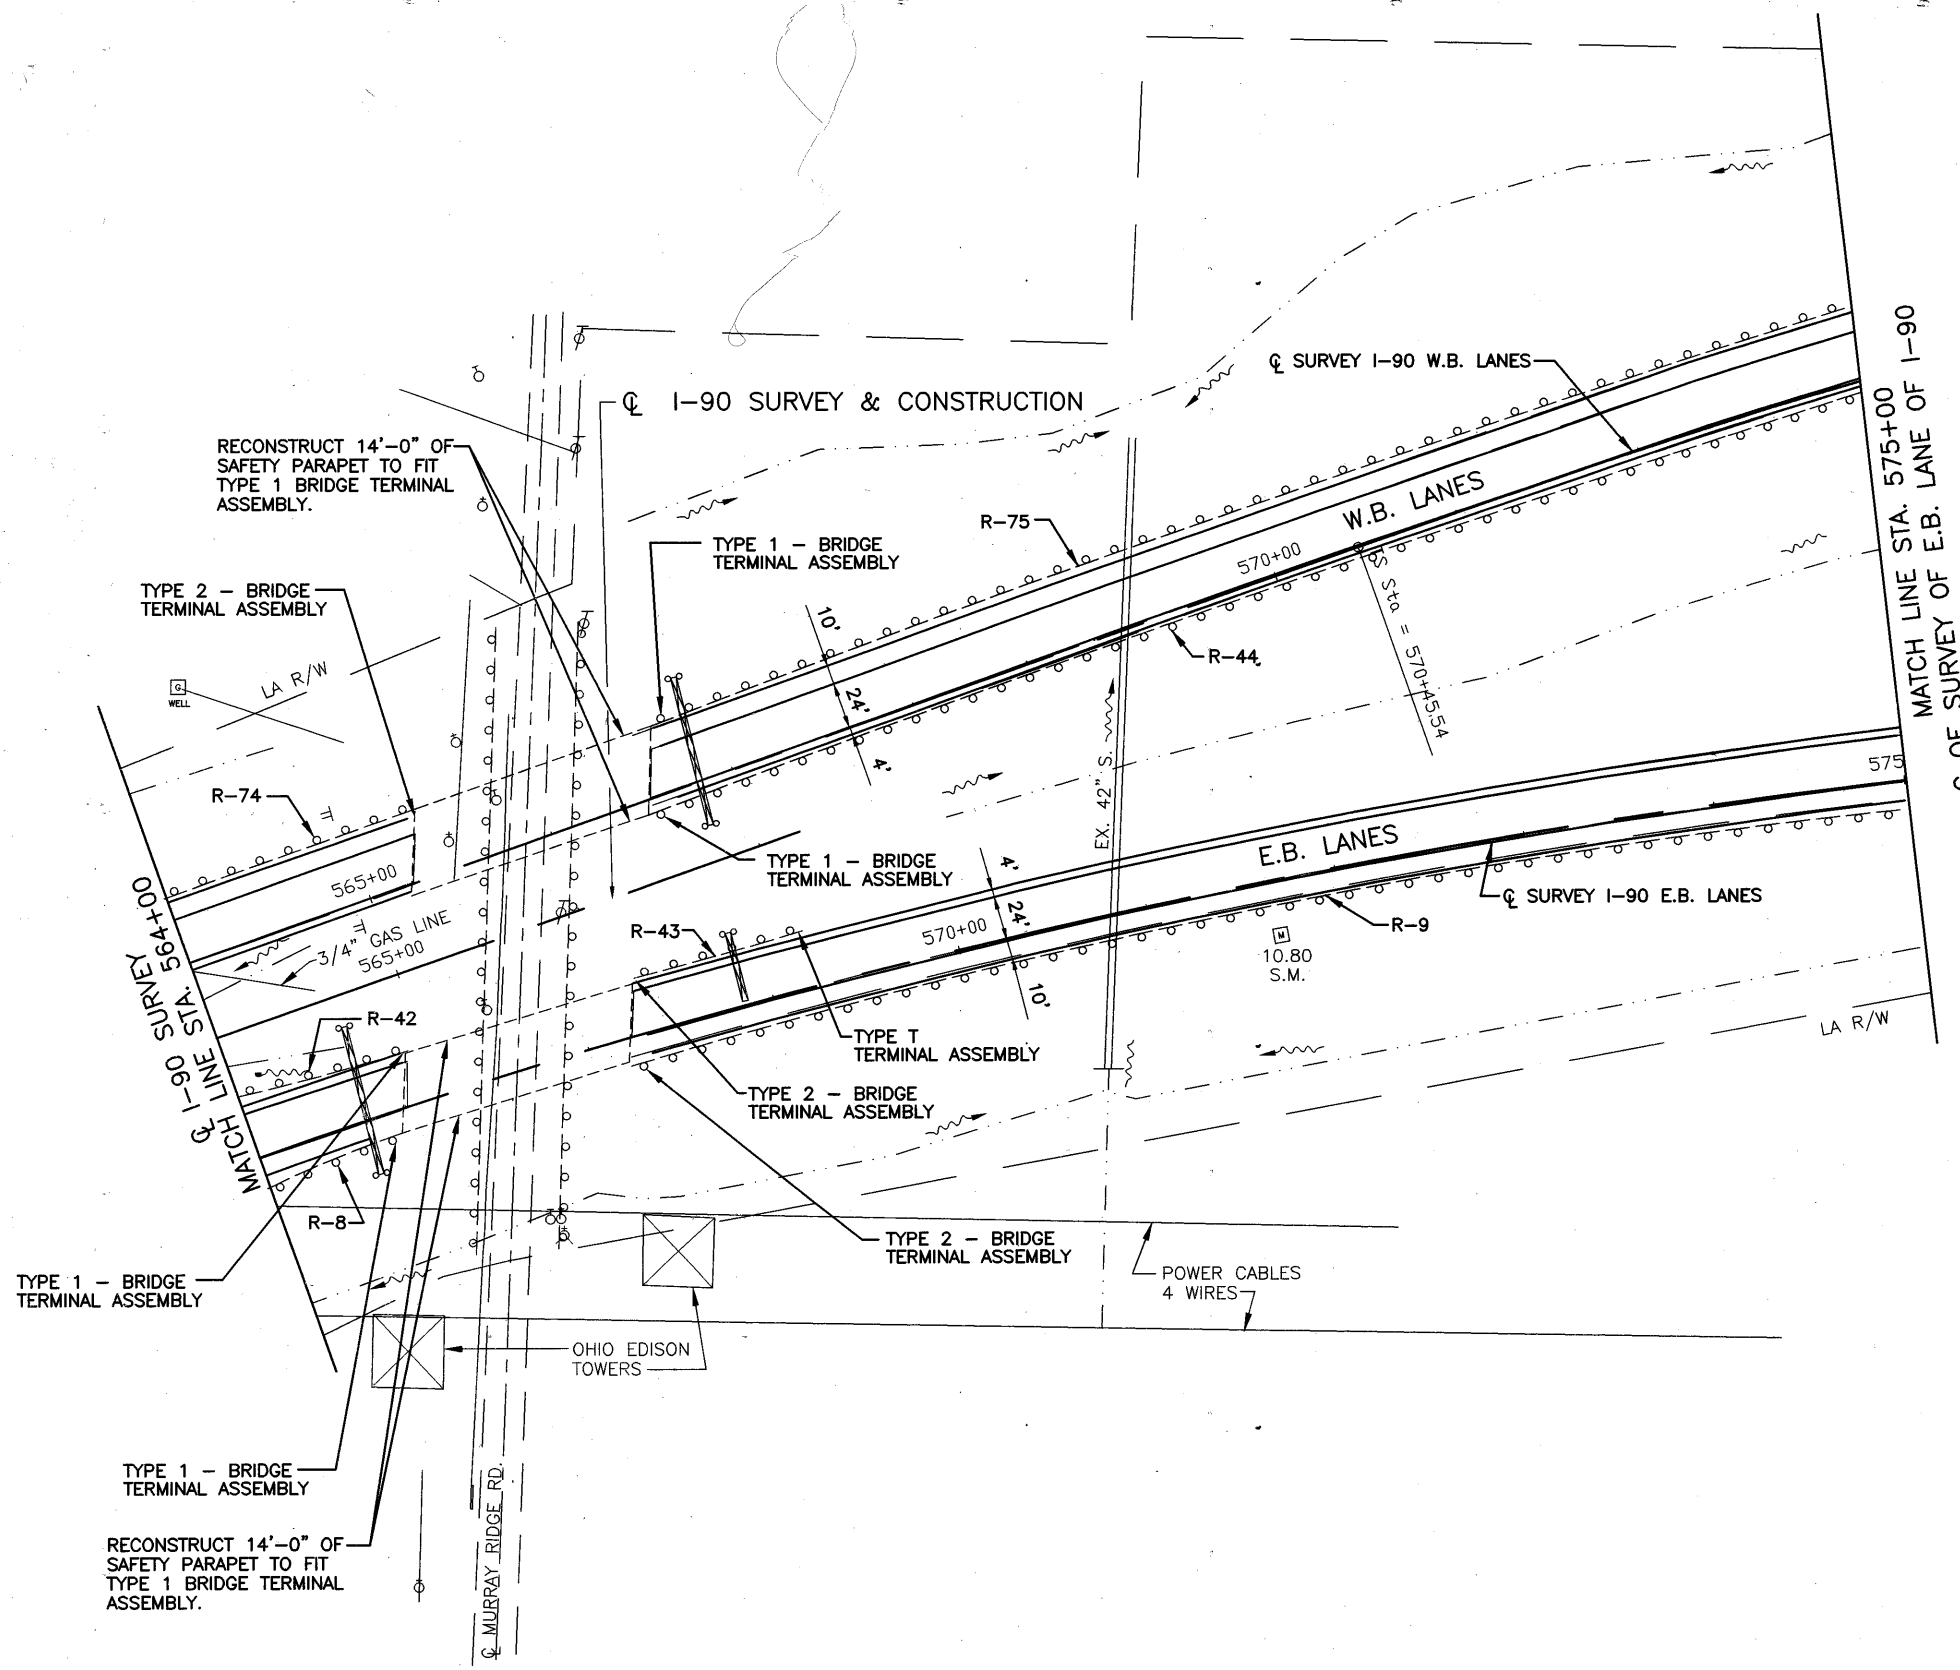 ℄ SURVEY I-90 W.B. LANES
℄ I-90 SURVEY & CONSTRUCTION
RECONSTRUCT 14'-0" OF
SAFETY PARAPET TO FIT
TYPE 1 BRIDGE TERMINAL
ASSEMBLY.
R-75
W.B. LANES
TYPE 1 - BRIDGE
TERMINAL ASSEMBLY
570+00
TYPE 2 - BRIDGE
TERMINAL ASSEMBLY
TS Sta = 570+45.54
MATCH LINE STA. 575+00
OF SURVEY OF E.B. LANE OF I-90
10'
24'
4'
R-44
LA R/W
G
WELL
EX. 42" S.
575
R-74
E.B. LANES
TYPE 1 - BRIDGE
TERMINAL ASSEMBLY
565+00
4'
24'
10'
℄ SURVEY I-90 E.B. LANES
R-9
3/4" GAS LINE
565+00
R-43
570+00
M
10.80
S.M.
℄ I-90 SURVEY
MATCH LINE STA. 564+00
R-42
TYPE T
TERMINAL ASSEMBLY
LA R/W
TYPE 2 - BRIDGE
TERMINAL ASSEMBLY
R-8
TYPE 2 - BRIDGE
TERMINAL ASSEMBLY
TYPE 1 - BRIDGE
TERMINAL ASSEMBLY
POWER CABLES
4 WIRES
OHIO EDISON
TOWERS
TYPE 1 - BRIDGE
TERMINAL ASSEMBLY
RECONSTRUCT 14'-0" OF
SAFETY PARAPET TO FIT
TYPE 1 BRIDGE TERMINAL
ASSEMBLY.
℄ MURRAY RIDGE RD.